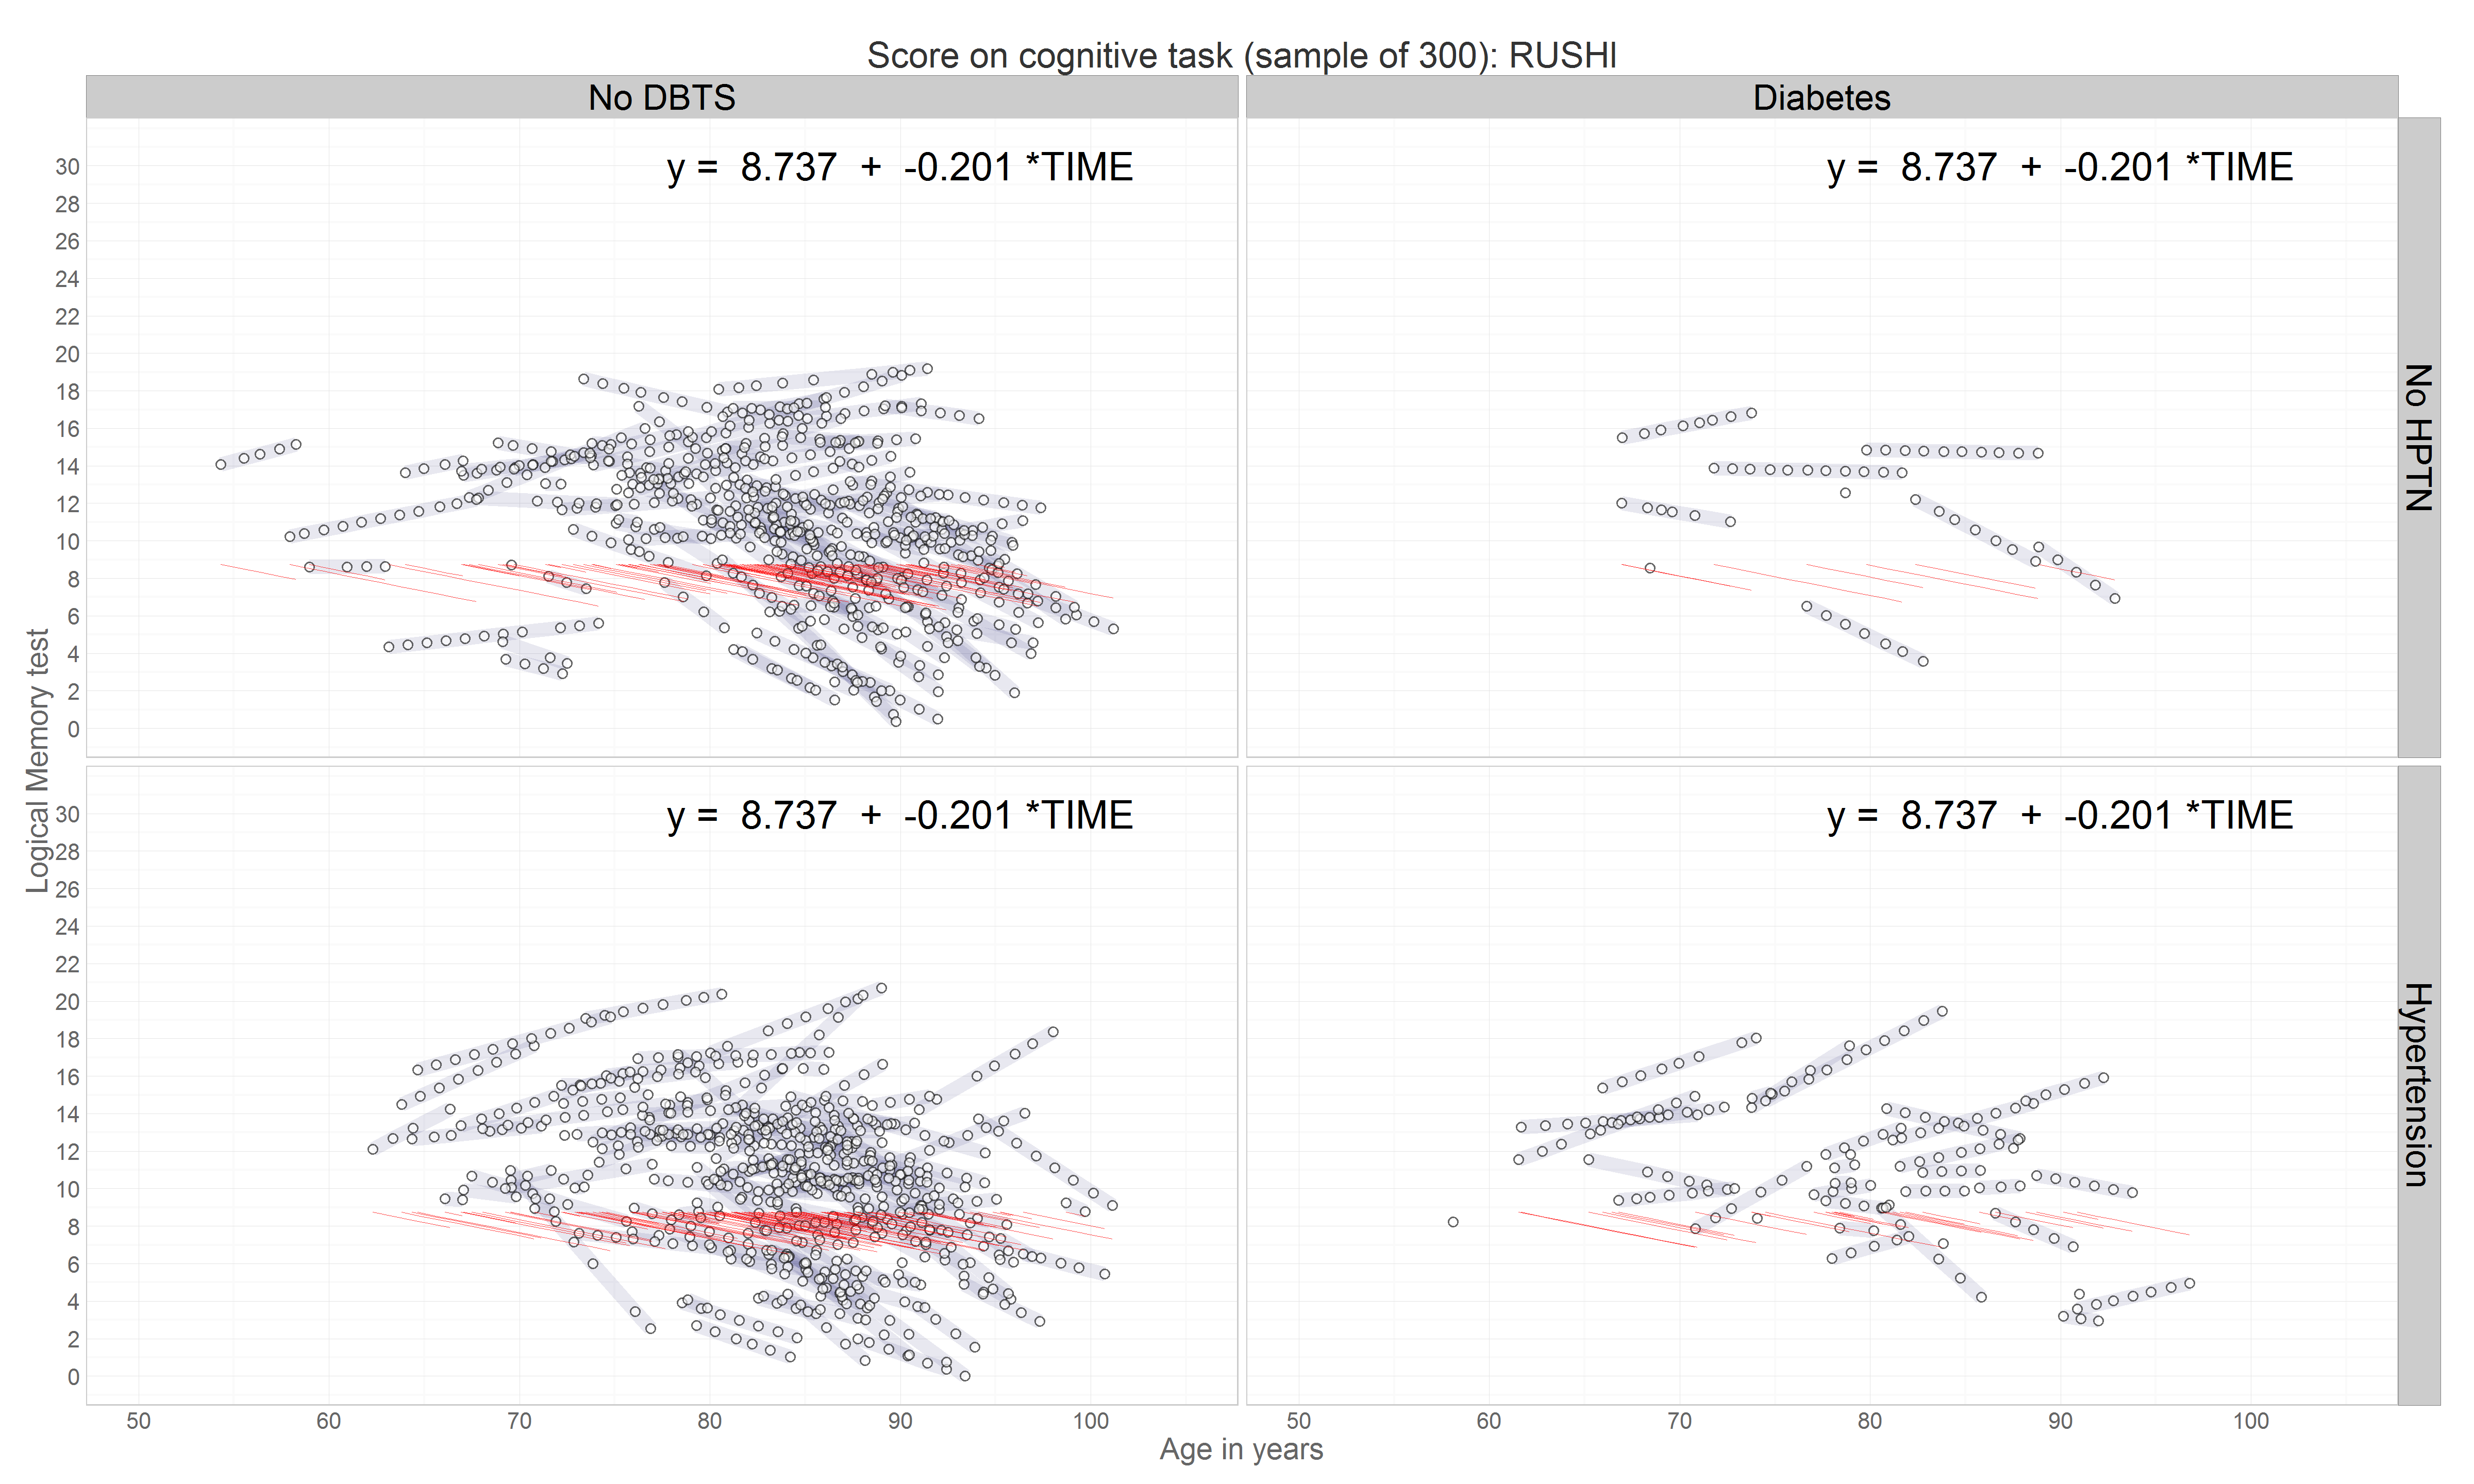 Score on cognitive task (sample of 300): RUSHI
No DBTS
Diabetes
y = 8.737 + -0.201 *TIME
y = 8.737 + -0.201 *TIME
No HPTN
30
28
26
24
22
20
18
16
14
12
10
8
6
4
2
0
Logical Memory test
y = 8.737 + -0.201 *TIME
y = 8.737 + -0.201 *TIME
Hypertension
30
28
26
24
22
20
18
16
14
12
10
8
6
4
2
0
50 60 70 80 90 100
50 60 70 80 90 100
Age in years